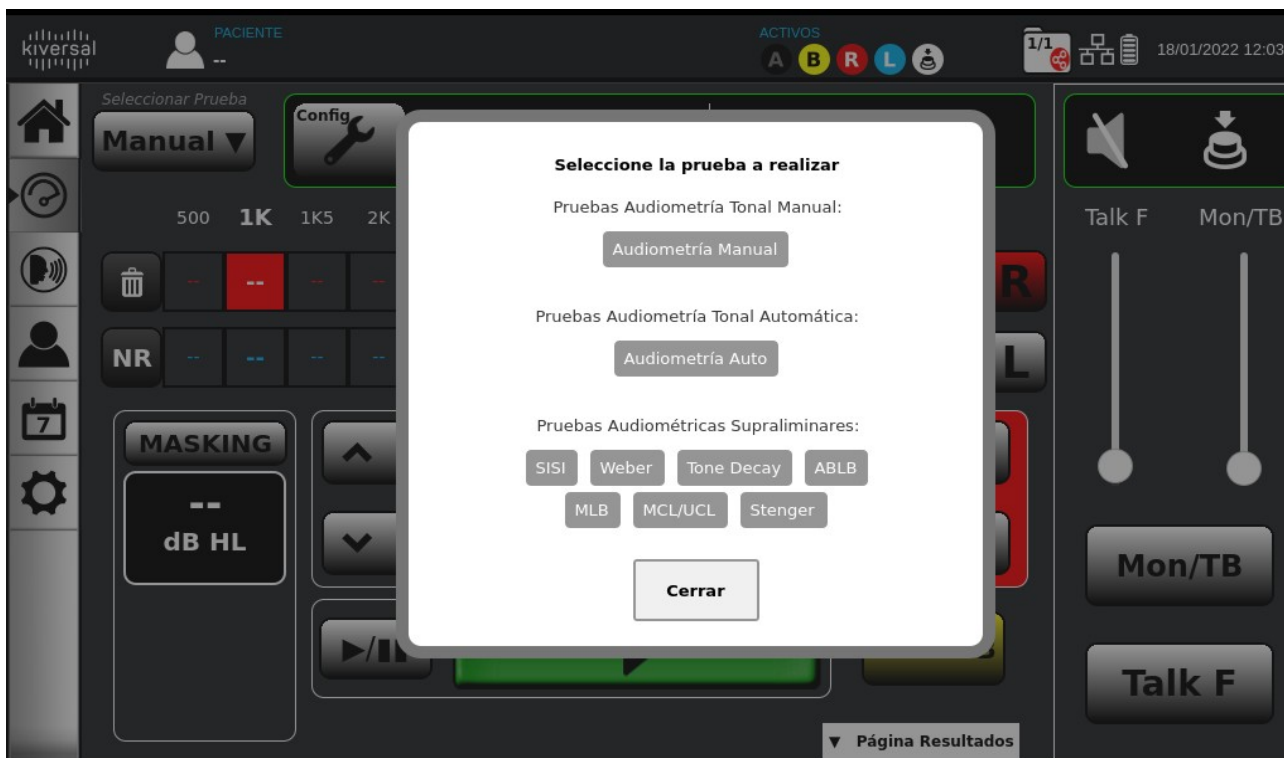 kiversal
PACIENTE
--
ACTIVOS
A B R L
1/1
18/01/2022 12:03
Seleccionar Prueba
Manual ▼
Config
Talk F Mon/TB
500 1K 1K5 2K
-- -- -- --
R
NR -- -- -- --
L
7
MASKING
--
dB HL
Seleccione la prueba a realizar
Pruebas Audiometría Tonal Manual:
Audiometría Manual
Pruebas Audiometría Tonal Automática:
Audiometría Auto
Pruebas Audiométricas Supraliminares:
SISI Weber Tone Decay ABLB
MLB MCL/UCL Stenger
Cerrar
Mon/TB
Talk F
▼ Página Resultados